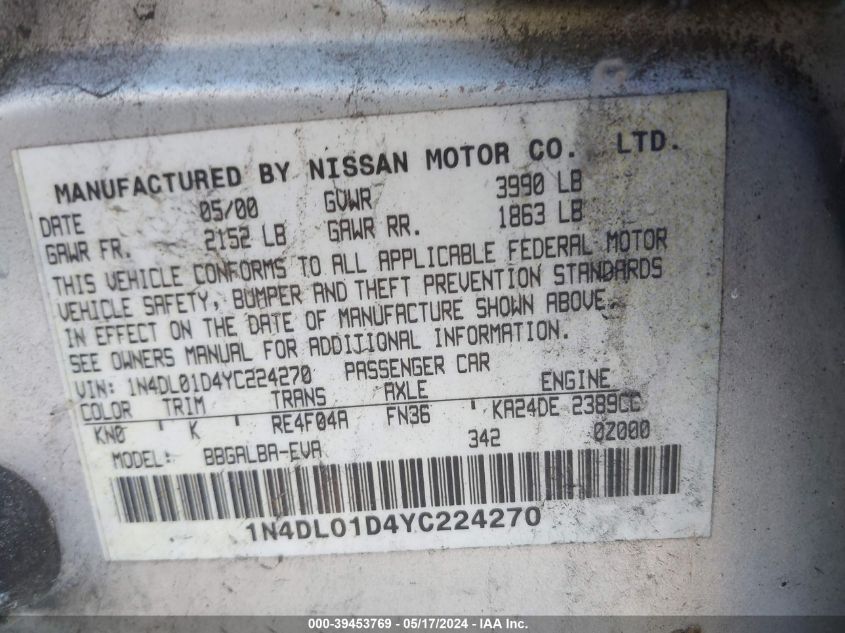 MANUFACTURED BY NISSAN MOTOR CO. LTD.
DATE 05/00 GVWR 3990 LB
GAWR FR. 2152 LB GAWR RR. 1863 LB
THIS VEHICLE CONFORMS TO ALL APPLICABLE FEDERAL MOTOR
VEHICLE SAFETY, BUMPER AND THEFT PREVENTION STANDARDS
IN EFFECT ON THE DATE OF MANUFACTURE SHOWN ABOVE.
SEE OWNERS MANUAL FOR ADDITIONAL INFORMATION.
VIN: 1N4DL01D4YC224270 PASSENGER CAR
COLOR TRIM TRANS AXLE ENGINE
KN0 ' K ' RE4F04A FN36 ' KA24DE 2389CC
MODEL: BBGALBA-EVA 342 0Z000
1N4DL01D4YC224270
000-39453769 - 05/17/2024 - IAA Inc.